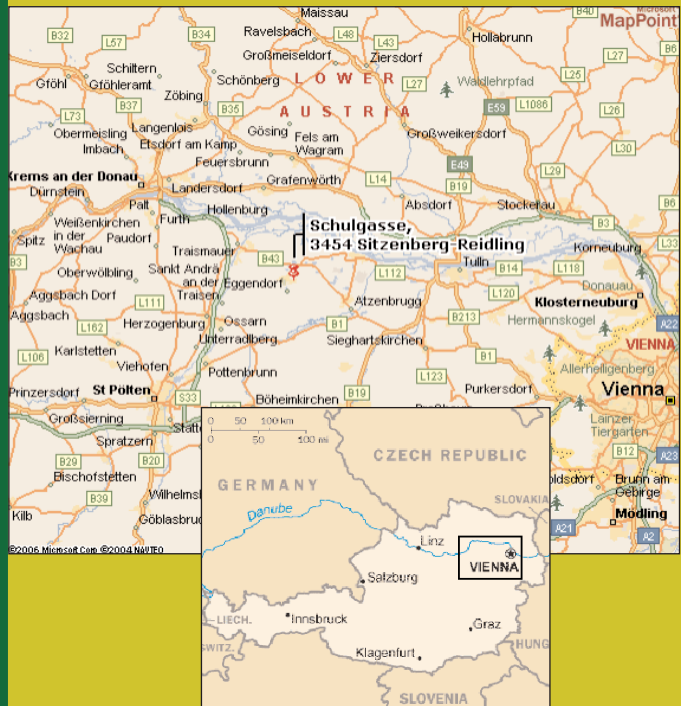 Maissau
B40
Microsoft
MapPoint
B32
L57
B34
Ravelsbach
L48
L43
Hollabrunn
Großmeiseldorf
Ziersdorf
Schiltern
Gföhl
Gföhleramt
Schönberg
LOWER
L27
Waldlehrpfad
B40
L25
B37
Zöbing
B35
AUSTRIA
E59
L1086
L73
Langenlois
Gösing
L27
L26
Obermeisling
Imbach
Etsdorf am Kamp
Fels am
Wagram
Großweikersdorf
L30
Feuersbrunn
E49
Krems an der Donau
Landersdorf
Grafenwörth
L14
B19
B6
Dürnstein
Palt
Furth
Hollenburg
Absdorf
Stockerau
Weißenkirchen
in der
Wachau
Paudorf
Spitz
Schulgasse,
3454 Sitzenberg-Reidling
B3
Traismauer
Korneuburg
L33
B3
Oberwölbling
Sankt Andrä
an der
Traisen
B43
L112
Tulln
B14
L118
Eggendorf
Donauau
Aggsbach Dorf
L111
L120
Klosterneuburg
Aggsbach
Atzenbrugg
Herzogenburg
Ossarn
B1
B213
Hermannskogel
A22
L162
Unterradlberg
Sieghartskirchen
VIENNA
L106
Karlstetten
B1
Allerheiligenberg
Viehofen
Pottenbrunn
L123
Prinzersdorf
St Pölten
Böheimkirchen
Purkersdorf
Vienna
S33
B19
Großsierning
Lainzer
Tiergarten
Spratzern
B12
A23
B29
Bischofstetten
B20
Brunn am
Gebirge
B39
Kilb
A21
Mödling
A2
©2006 Microsoft Corp ©2004 NAVTEQ
0 50 100 km
0 50 100 mi
CZECH REPUBLIC
GERMANY
SLOVAKIA
Danube
Linz
VIENNA
Salzburg
LIECH.
Innsbruck
Graz
HUNG
Klagenfurt
SLOVENIA